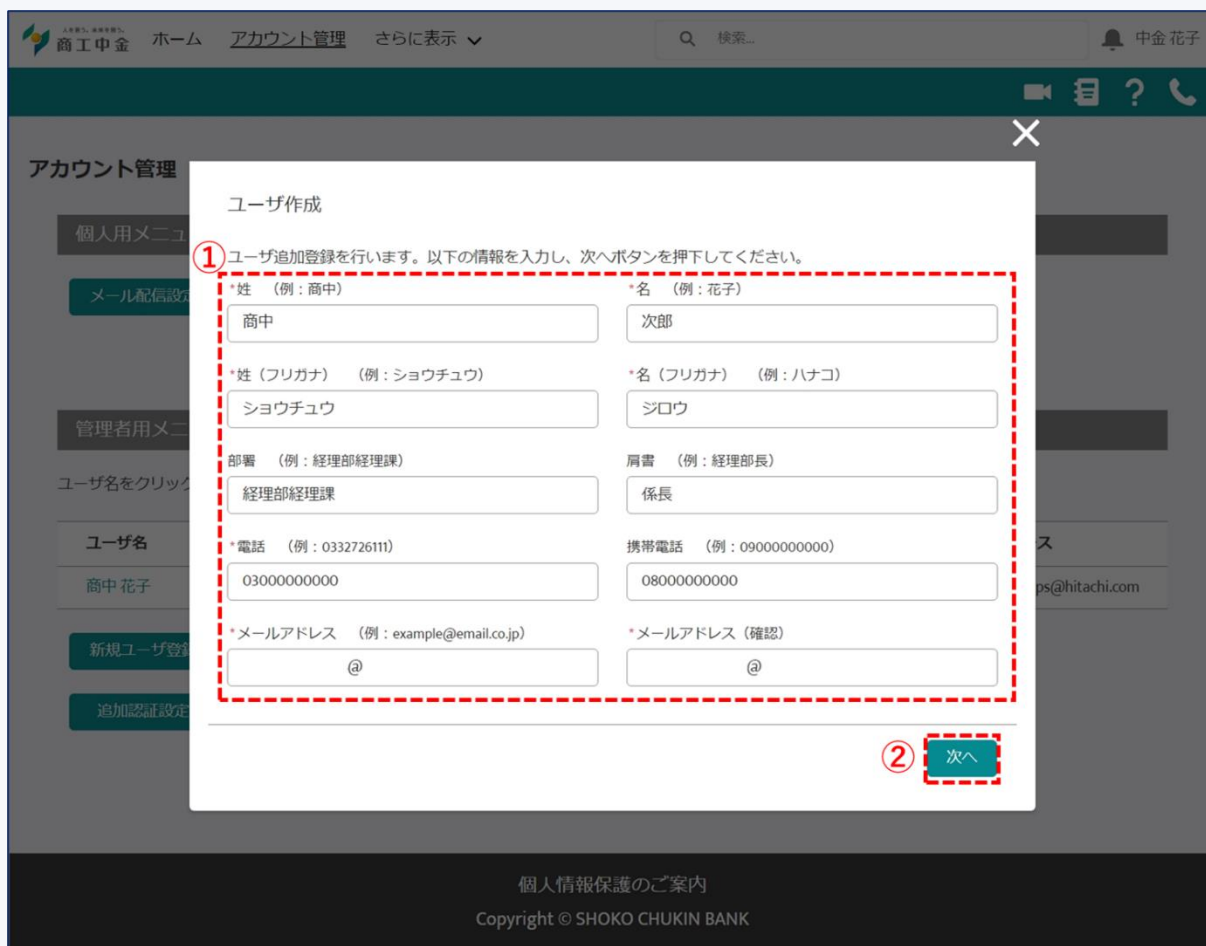 人を思う。未来を想う。
商工中金 ホーム アカウント管理 さらに表示 検索... 中金 花子
アカウント管理
ユーザ作成
個人用メニュ
① ユーザ追加登録を行います。以下の情報を入力し、次へボタンを押下してください。
メール配信設定
*姓 (例:商中) *名 (例:花子)
商中 次郎
*姓(フリガナ) (例:ショウチュウ) *名(フリガナ) (例:ハナコ)
ショウチュウ ジロウ
管理者用メニ
部署 (例:経理部経理課) 肩書 (例:経理部長)
ユーザ名をクリック
経理部経理課 係長
ユーザ名 *電話 (例:0332726111) 携帯電話 (例:09000000000) ス
商中 花子 03000000000 08000000000 ps@hitachi.com
*メールアドレス (例:example@email.co.jp) *メールアドレス(確認)
新規ユーザ登録
@ @
追加認証設定
② 次へ
個人情報保護のご案内
Copyright © SHOKO CHUKIN BANK